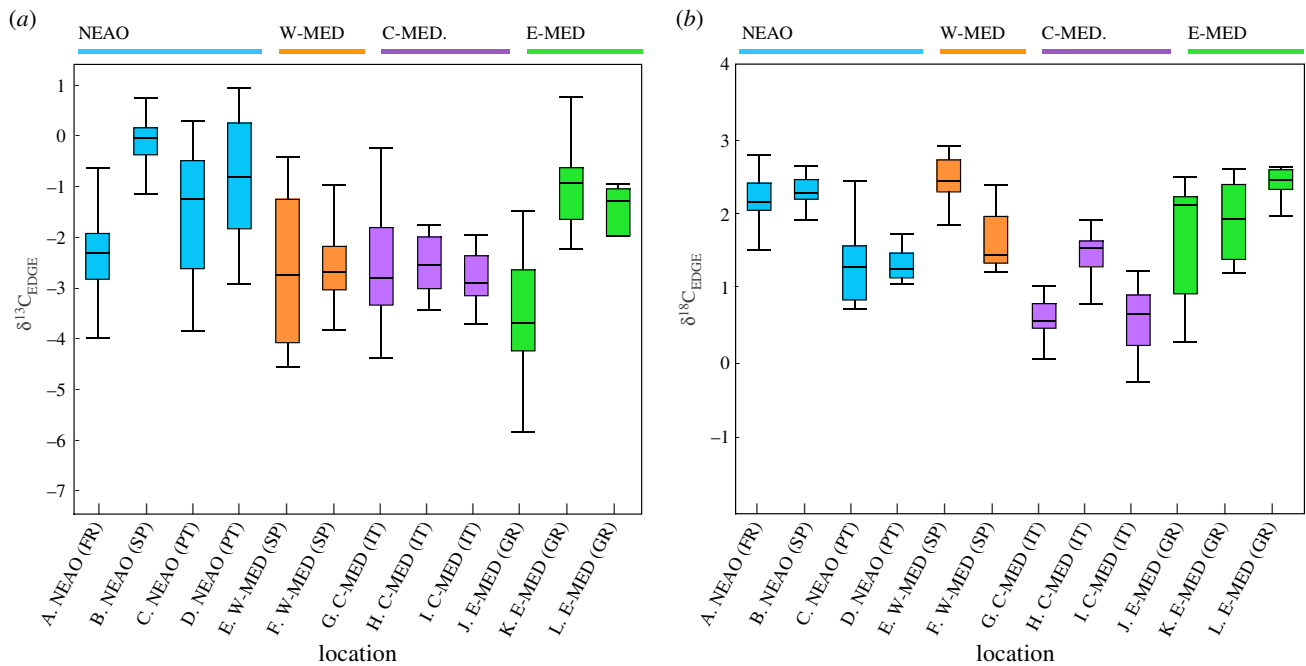 (a)
NEAO W-MED C-MED. E-MED
1
0
–1
–2
–3
–4
–5
–6
–7
δ13CEDGE
A. NEAO (FR)
B. NEAO (SP)
C. NEAO (PT)
D. NEAO (PT)
E. W-MED (SP)
F. W-MED (SP)
G. C-MED (IT)
H. C-MED (IT)
I. C-MED (IT)
J. E-MED (GR)
K. E-MED (GR)
L. E-MED (GR)
location
(b)
NEAO W-MED C-MED. E-MED
4
3
2
1
0
–1
δ18CEDGE
A. NEAO (FR)
B. NEAO (SP)
C. NEAO (PT)
D. NEAO (PT)
E. W-MED (SP)
F. W-MED (SP)
G. C-MED (IT)
H. C-MED (IT)
I. C-MED (IT)
J. E-MED (GR)
K. E-MED (GR)
L. E-MED (GR)
location